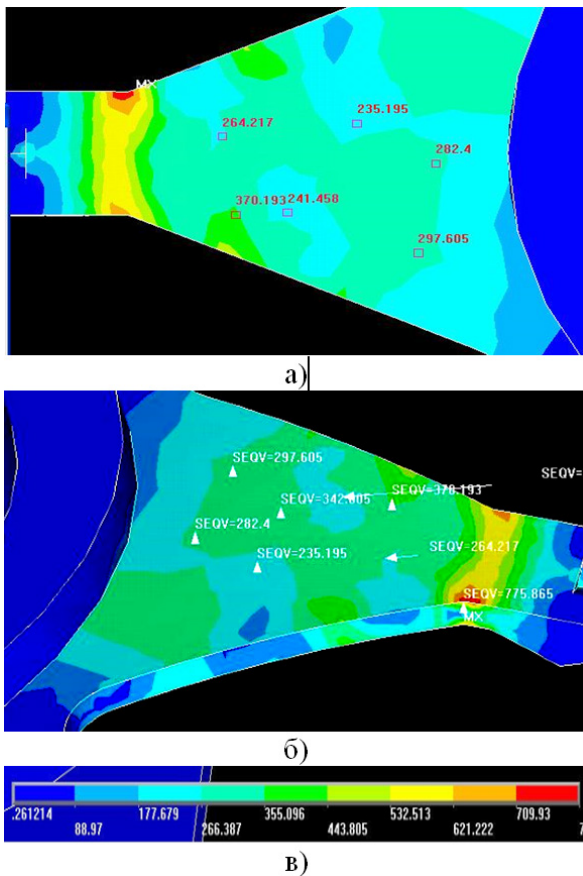 MX
235.195
264.217
282.4
370.193 241.458
297.605
а)
SEQV=297.605
SEQV=
SEQV=342.605 SEQV=378.193
SEQV=282.4
SEQV=264.217
SEQV=235.195
SEQV=775.865
MX
б)
.261214 177.679 355.096 532.513 709.93
88.97 266.387 443.805 621.222 7
в)